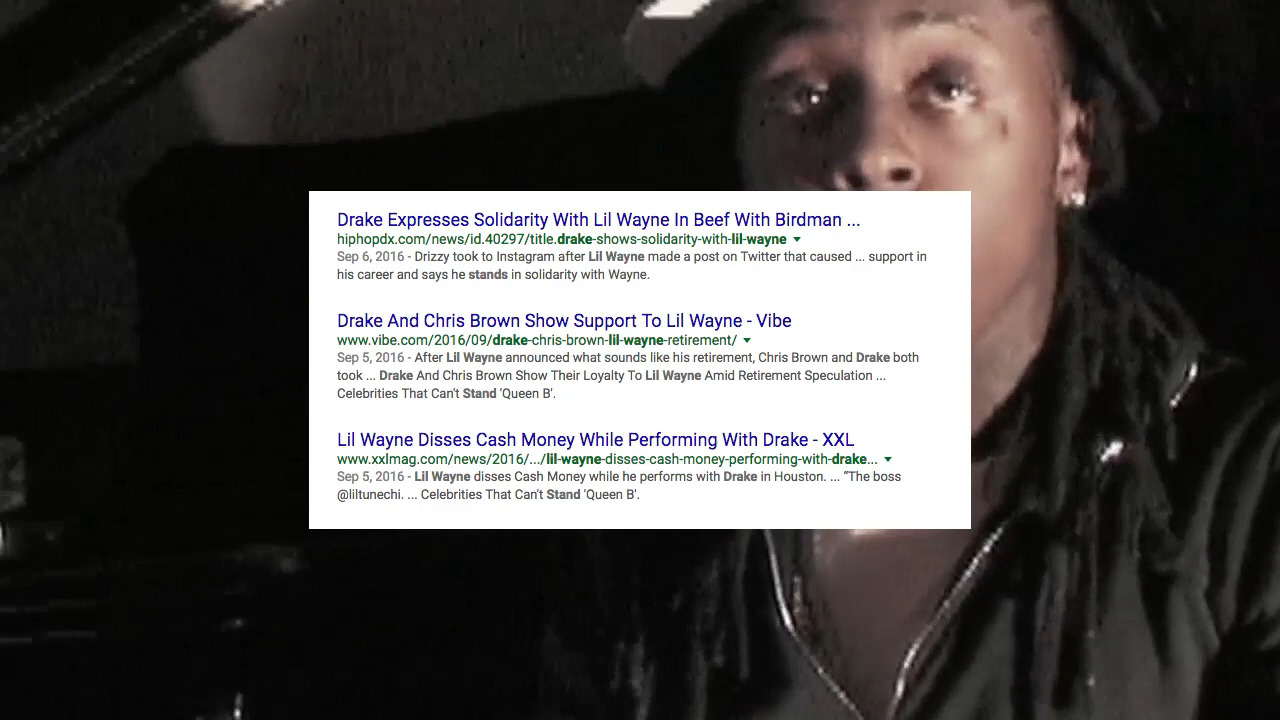 Drake Expresses Solidarity With Lil Wayne In Beef With Birdman ...
hiphopdx.com/news/id.40297/title.drake-shows-solidarity-with-lil-wayne
Sep 6, 2016 - Drizzy took to Instagram after Lil Wayne made a post on Twitter that caused ... support in
his career and says he stands in solidarity with Wayne.
Drake And Chris Brown Show Support To Lil Wayne - Vibe
www.vibe.com/2016/09/drake-chris-brown-lil-wayne-retirement/
Sep 5, 2016 - After Lil Wayne announced what sounds like his retirement, Chris Brown and Drake both
took ... Drake And Chris Brown Show Their Loyalty To Lil Wayne Amid Retirement Speculation ...
Celebrities That Can't Stand 'Queen B'.
Lil Wayne Disses Cash Money While Performing With Drake - XXL
www.xxlmag.com/news/2016/.../lil-wayne-disses-cash-money-performing-with-drake...
Sep 5, 2016 - Lil Wayne disses Cash Money while he performs with Drake in Houston. ... “The boss
@liltunechi. ... Celebrities That Can't Stand 'Queen B'.